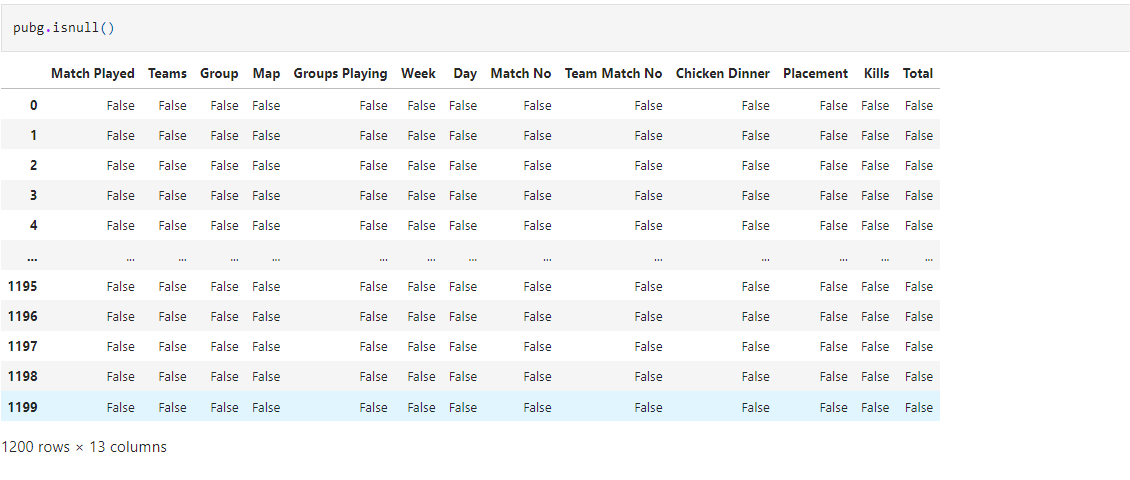 pubg.isnull()
Match Played Teams Group Map Groups Playing Week Day Match No Team Match No Chicken Dinner Placement Kills Total
0 False False False False False False False False False False False False False
1 False False False False False False False False False False False False False
2 False False False False False False False False False False False False False
3 False False False False False False False False False False False False False
4 False False False False False False False False False False False False False
... ... ... ... ... ... ... ... ... ... ... ... ... ...
1195 False False False False False False False False False False False False False
1196 False False False False False False False False False False False False False
1197 False False False False False False False False False False False False False
1198 False False False False False False False False False False False False False
1199 False False False False False False False False False False False False False
1200 rows × 13 columns